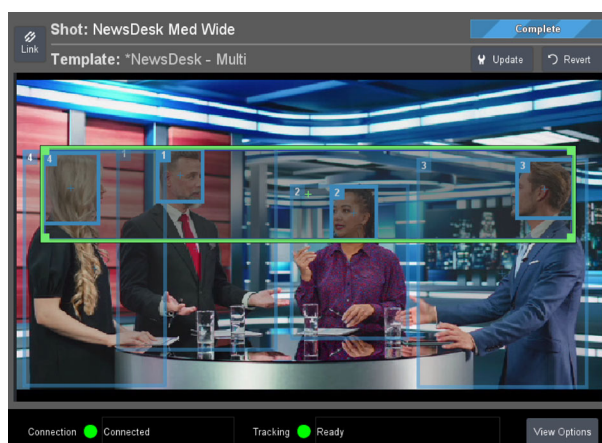 Link
Shot: NewsDesk Med Wide
Complete
Template: *NewsDesk - Multi
Update
Revert
4
4
1
1
2
2
3
3
Connection
Connected
Tracking
Ready
View Options